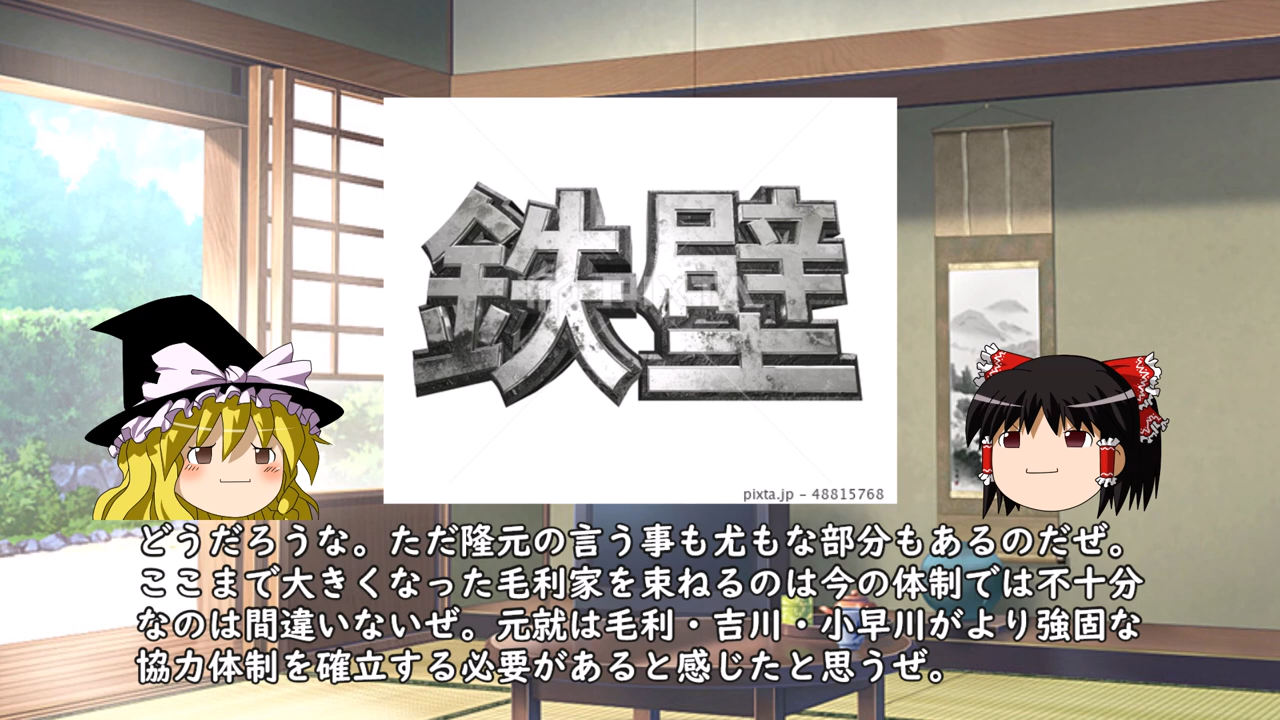 鉄壁
pixta.jp - 48815768
どうだろうな。ただ隆元の言う事も尤もな部分もあるのだぜ。
ここまで大きくなった毛利家を束ねるのは今の体制では不十分
なのは間違いないぜ。元就は毛利・吉川・小早川がより強固な
協力体制を確立する必要があると感じたと思うぜ。